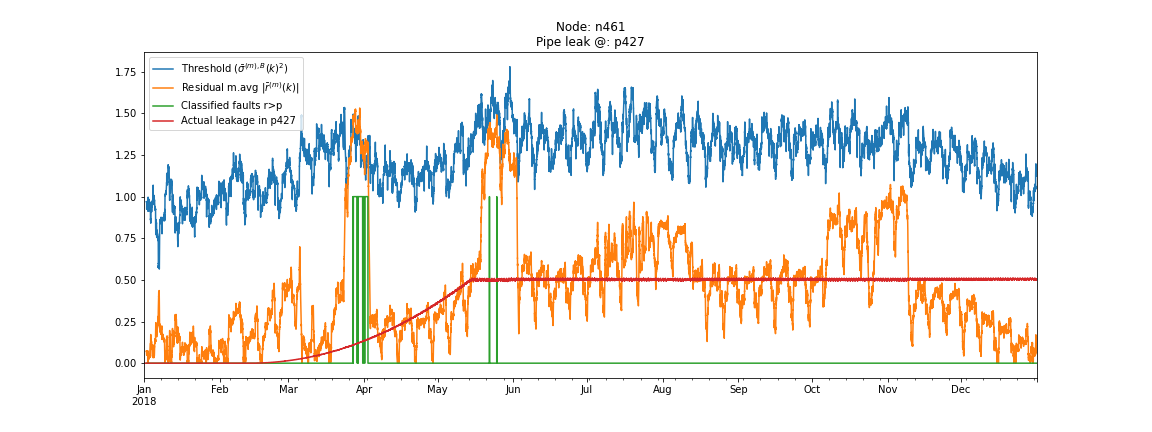 Node: n461
Pipe leak @: p427
Threshold (σ̄⁽ᵐ⁾·ᴮ(k)²)
Residual m.avg |r̄⁽ᵐ⁾(k)|
Classified faults r>p
Actual leakage in p427
1.75
1.50
1.25
1.00
0.75
0.50
0.25
0.00
Jan Feb Mar Apr May Jun Jul Aug Sep Oct Nov Dec
2018